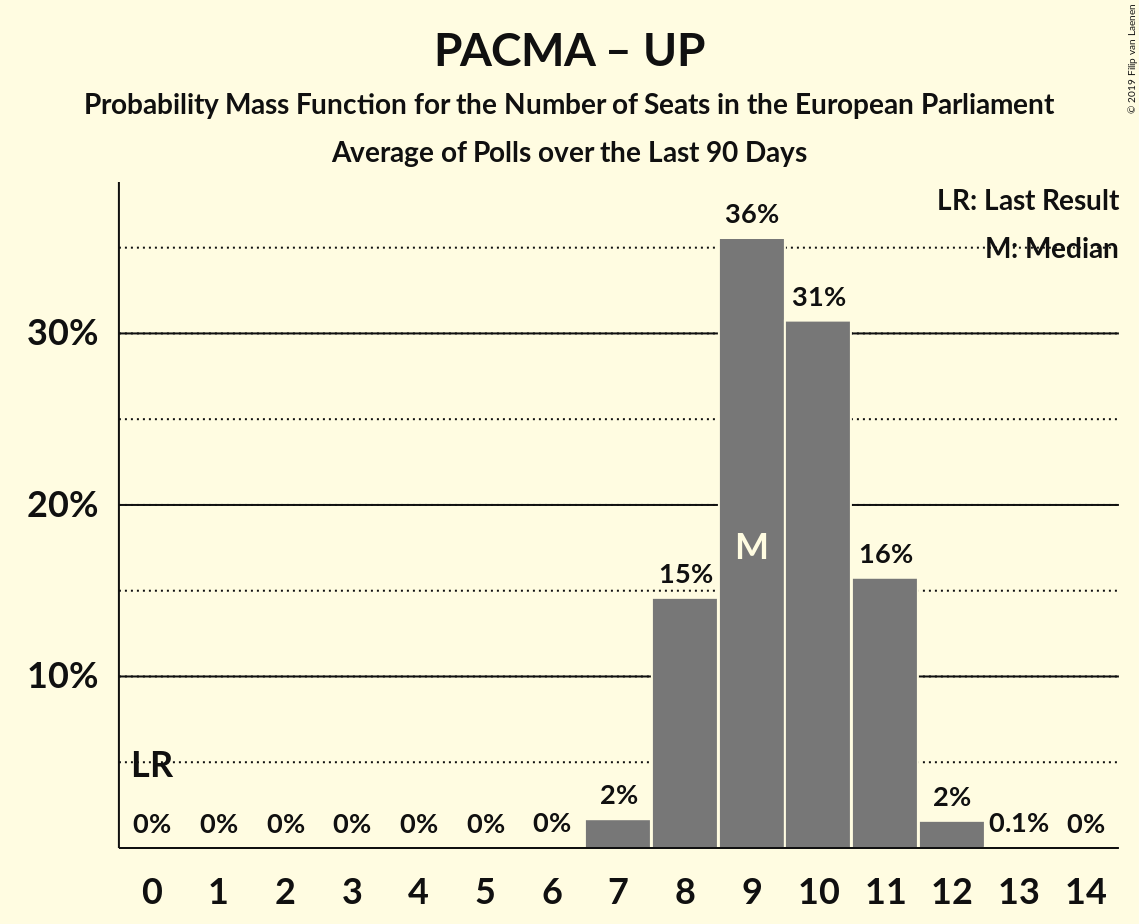 © 2019 Filip van Laenen
PACMA – UP
Probability Mass Function for the Number of Seats in the European Parliament
Average of Polls over the Last 90 Days
LR: Last Result
M: Median
36%
31%
30%
20%
16%
15%
M
10%
LR
0% 0% 0% 0% 0% 0% 0% 2% 2% 0.1% 0%
0 1 2 3 4 5 6 7 8 9 10 11 12 13 14